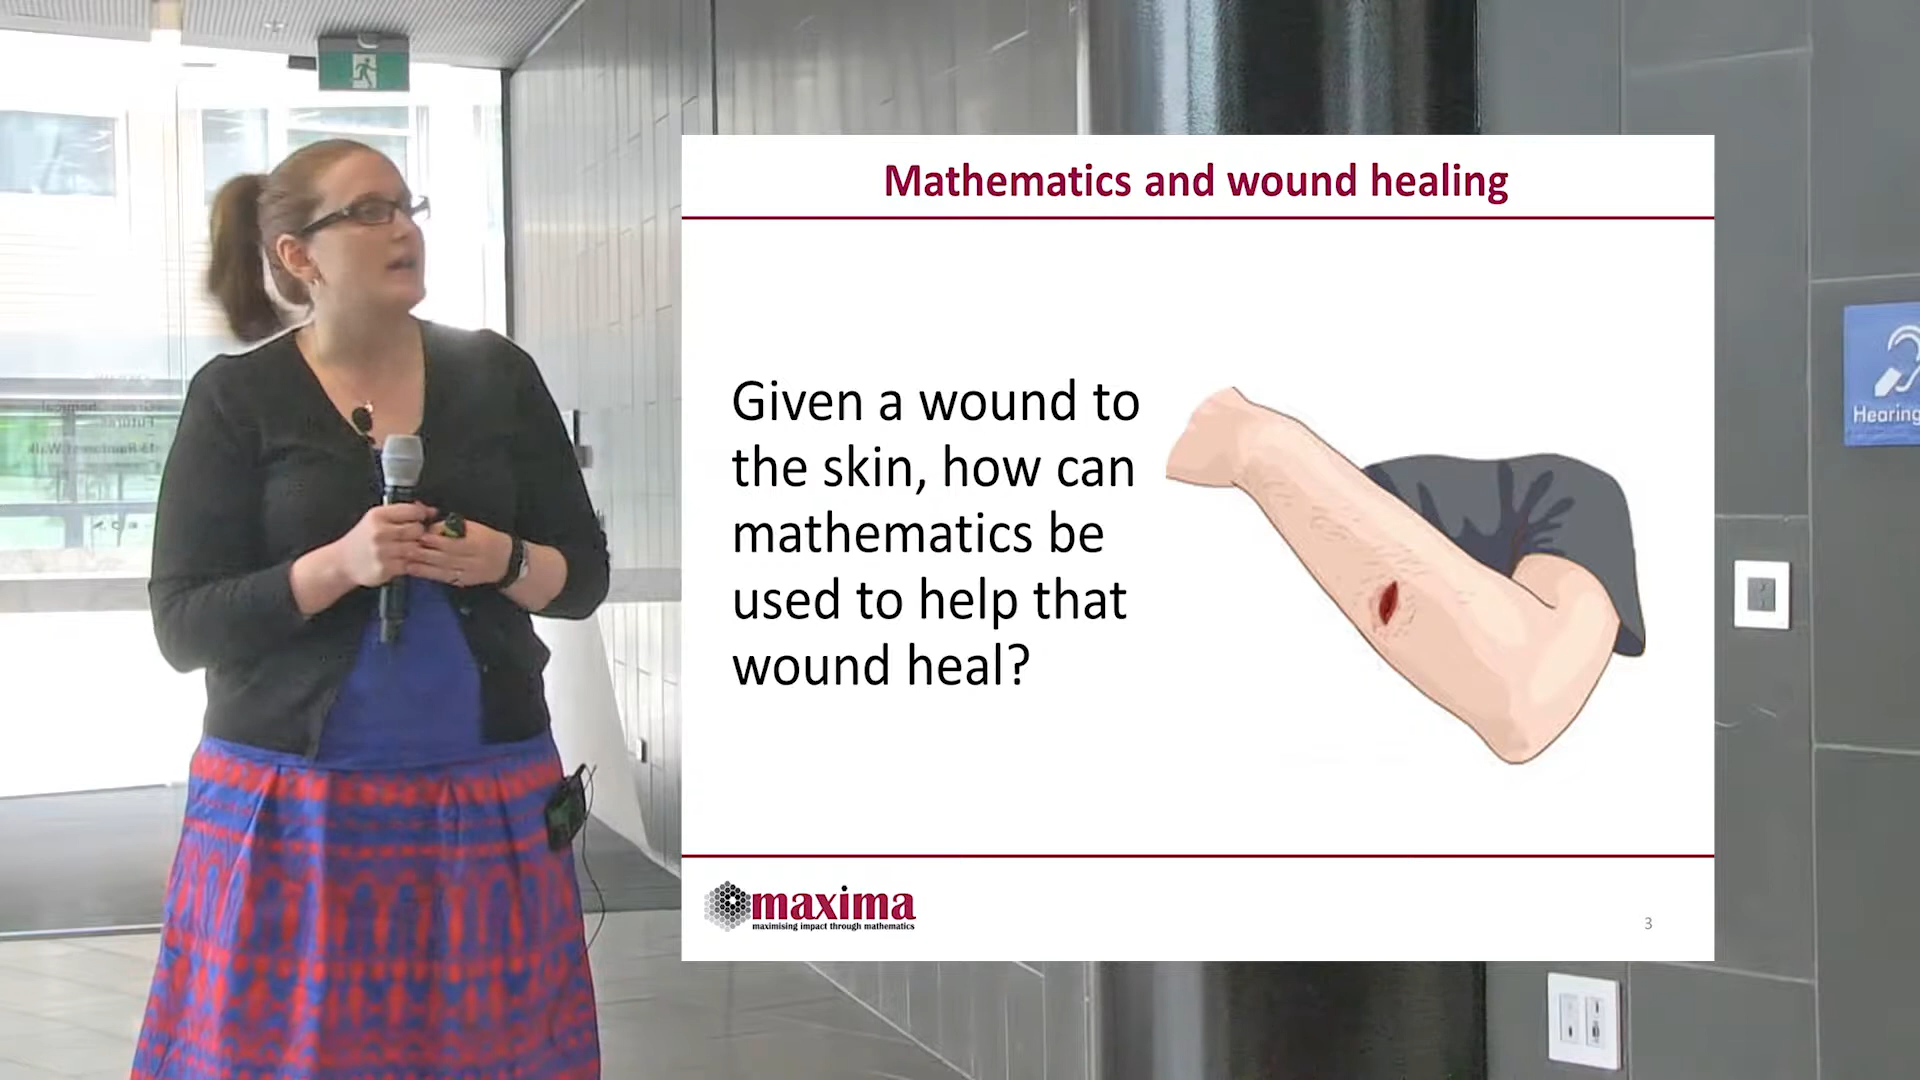 Mathematics and wound healing
Given a wound to
the skin, how can
mathematics be
used to help that
wound heal?
maxima
maximising impact through mathematics
3
Hearing